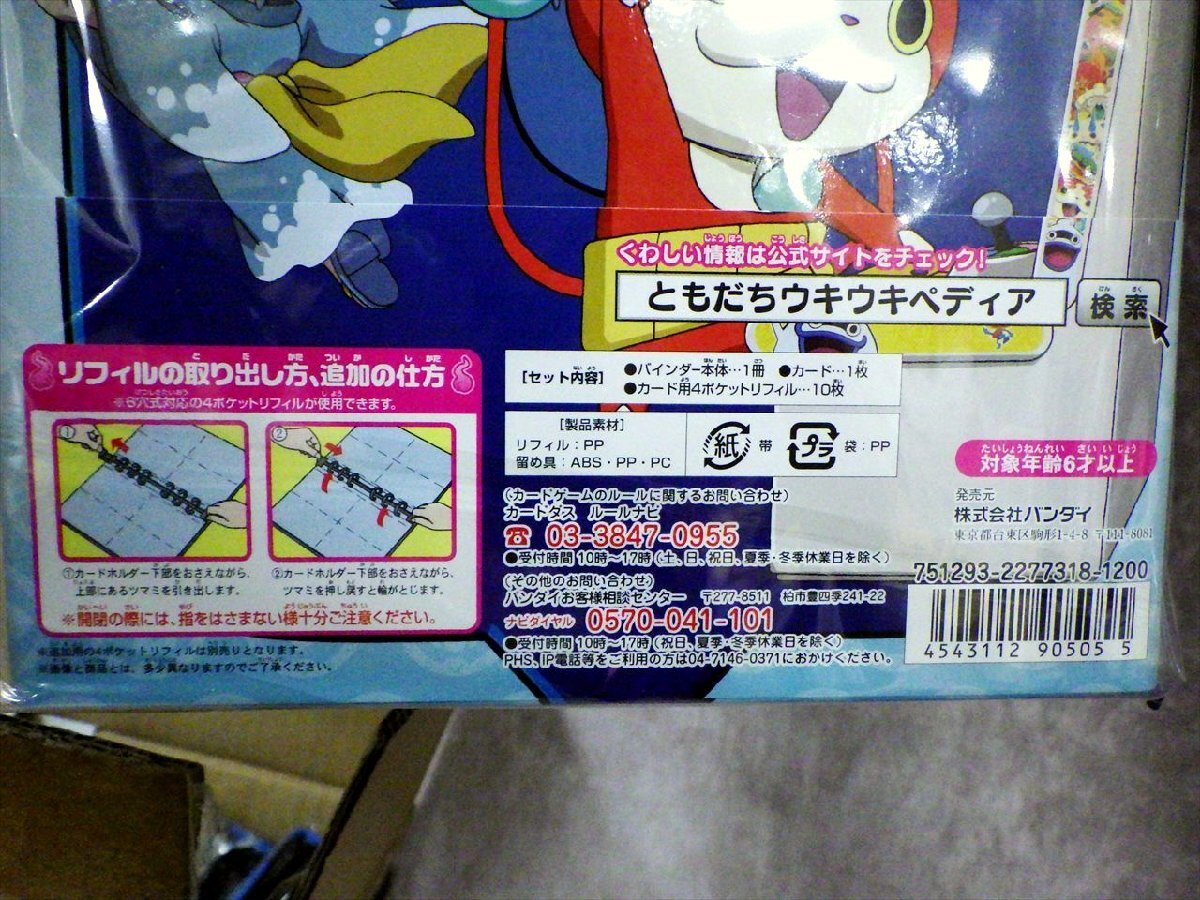 くわしい情報は公式サイトをチェック!
ともだちウキウキペディア 検索
リフィルの取り出し方、追加の仕方
※6穴式対応の4ポケットリフィルが使用できます。
① ②
①カードホルダー下部をおさえながら、
上部にあるツマミを引き出します。
②カードホルダー下部をおさえながら、
ツマミを押し戻すと輪がとじます。
※開閉の際には、指をはさまない様十分ご注意ください。
※追加用の4ポケットリフィルは別売りとなります。
※画像と商品とは、多少異なりますのでご了承ください。
[セット内容] ●バインダー本体…1冊 ●カード…1枚
●カード用4ポケットリフィル…10枚
[製品素材]
リフィル:PP
留め具:ABS・PP・PC
紙 帯 プラ 袋:PP
(カードゲームのルールに関するお問い合わせ)
カードダス ルールナビ
☎ 03-3847-0955
●受付時間 10時~17時(土、日、祝日、夏季・冬季休業日を除く)
(その他のお問い合わせ)
バンダイお客様相談センター 〒277-8511 柏市豊四季241-22
ナビダイヤル 0570-041-101
●受付時間 10時~17時(祝日、夏季・冬季休業日を除く)
PHS、IP電話等をご利用の方は04-7146-0371におかけください。
対象年齢6才以上
発売元
株式会社バンダイ
東京都台東区駒形1-4-8 〒111-8081
751293-2277318-1200
4543112 90505 5